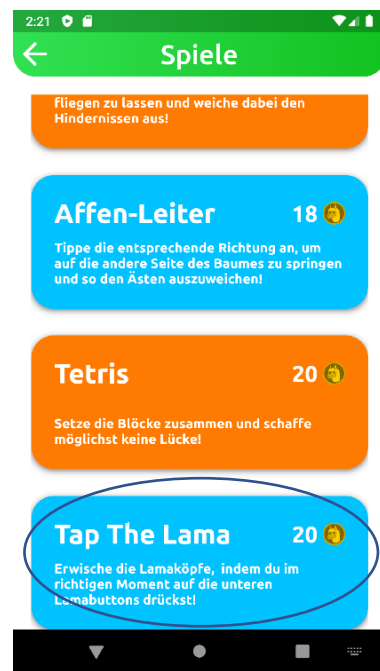 2:21
Spiele
fliegen zu lassen und weiche dabei den
Hindernissen aus!
Affen-Leiter 18
Tippe die entsprechende Richtung an, um
auf die andere Seite des Baumes zu springen
und so den Ästen auszuweichen!
Tetris 20
Setze die Blöcke zusammen und schaffe
möglichst keine Lücke!
Tap The Lama 20
Erwische die Lamaköpfe, indem du im
richtigen Moment auf die unteren
Lamabuttons drückst!